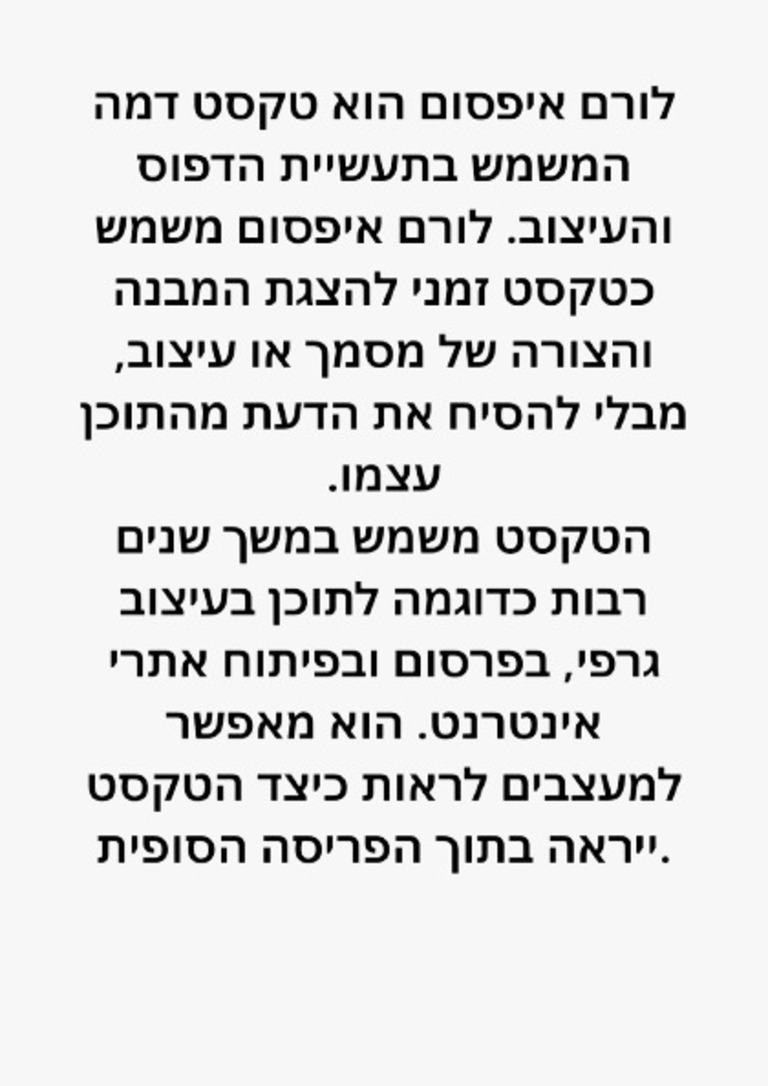 לורם איפסום הוא טקסט דמה
המשמש בתעשיית הדפוס
והעיצוב. לורם איפסום משמש
כטקסט זמני להצגת המבנה
והצורה של מסמך או עיצוב,
מבלי להסיח את הדעת מהתוכן
עצמו.
הטקסט משמש במשך שנים
רבות כדוגמה לתוכן בעיצוב
גרפי, בפרסום ובפיתוח אתרי
אינטרנט. הוא מאפשר
למעצבים לראות כיצד הטקסט
.ייראה בתוך הפריסה הסופית